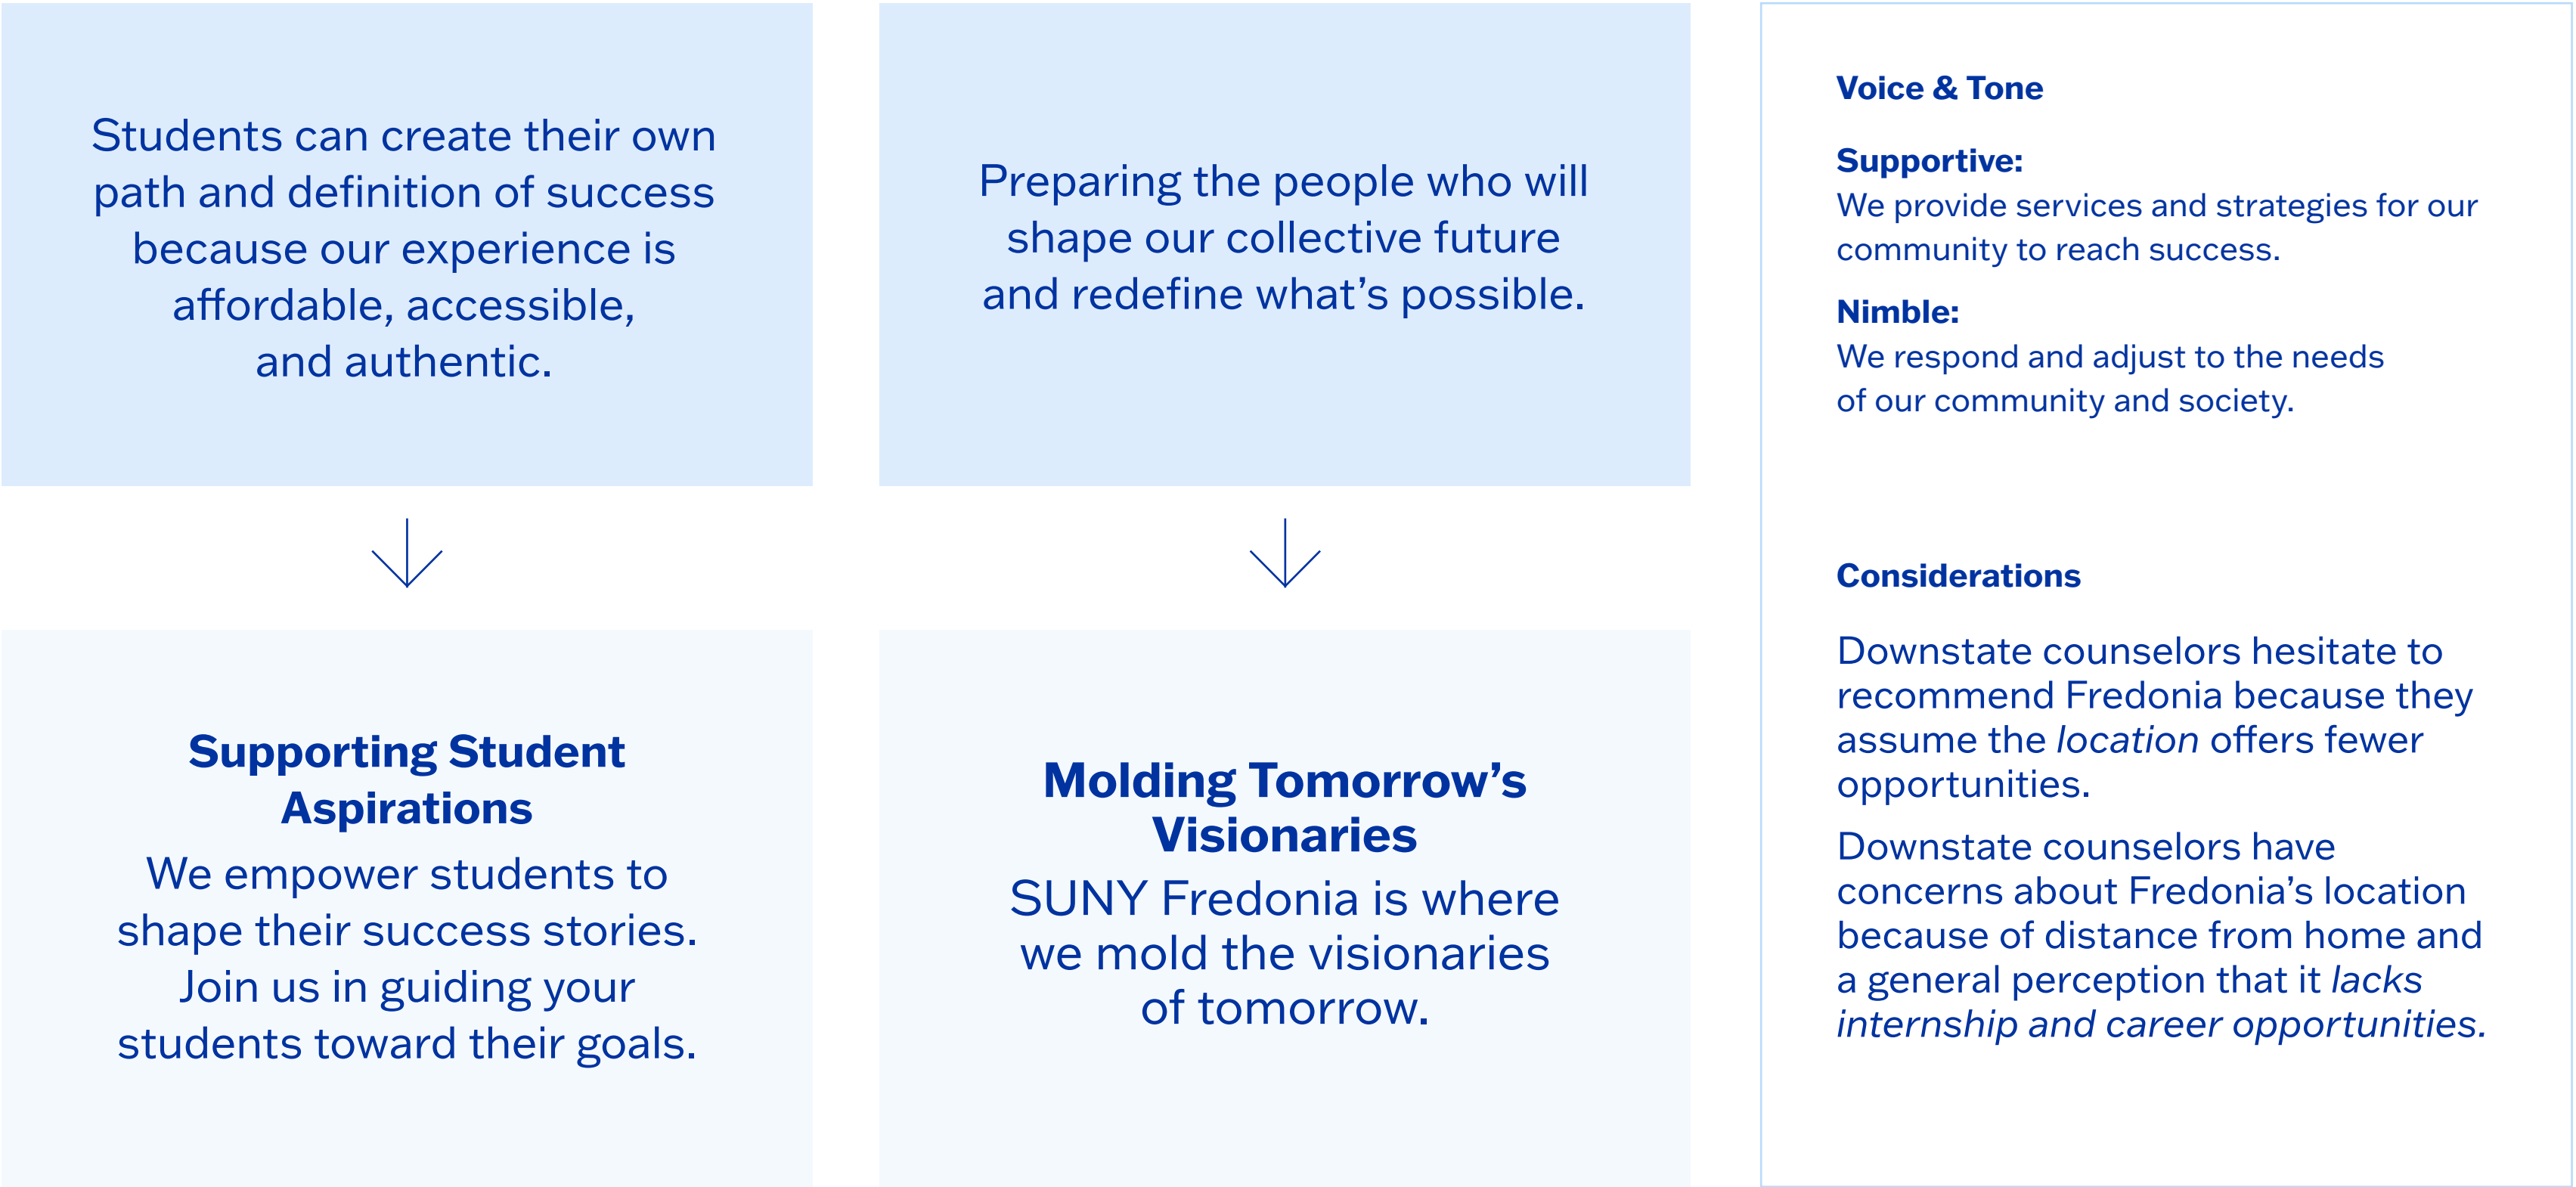 Students can create their own
path and definition of success
because our experience is
affordable, accessible,
and authentic.
Supporting Student
Aspirations
We empower students to
shape their success stories.
Join us in guiding your
students toward their goals.
Preparing the people who will
shape our collective future
and redefine what’s possible.
Molding Tomorrow’s
Visionaries
SUNY Fredonia is where
we mold the visionaries
of tomorrow.
Voice & Tone
Supportive:
We provide services and strategies for our
community to reach success.
Nimble:
We respond and adjust to the needs
of our community and society.
Considerations
Downstate counselors hesitate to
recommend Fredonia because they
assume the location offers fewer
opportunities.
Downstate counselors have
concerns about Fredonia’s location
because of distance from home and
a general perception that it lacks
internship and career opportunities.